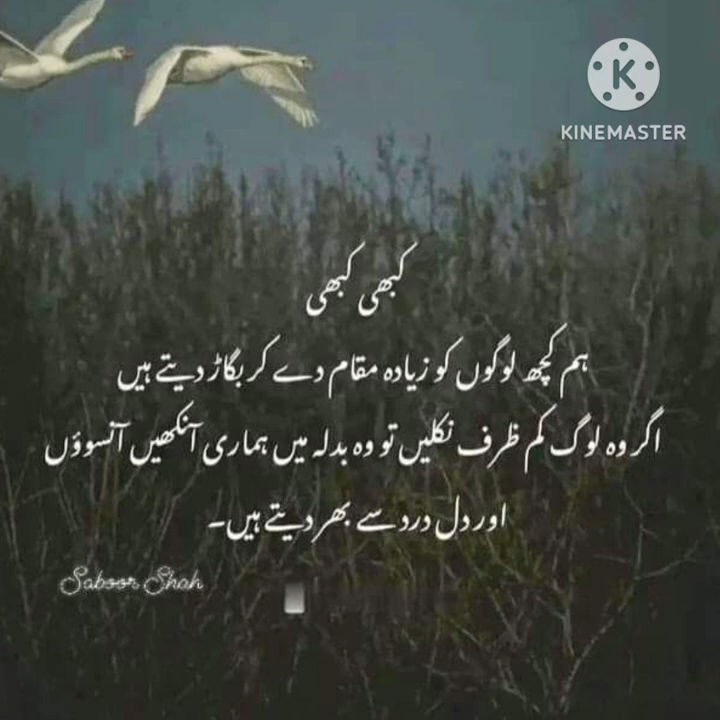 KINEMASTER
کبھی کبھی
ہم کچھ لوگوں کو زیادہ مقام دے کر بگاڑ دیتے ہیں
اگر وہ لوگ کم ظرف نکلیں تو وہ بدلہ میں ہماری آنکھیں آنسوؤں
اور دل درد سے بھر دیتے ہیں۔
Saboor Shah